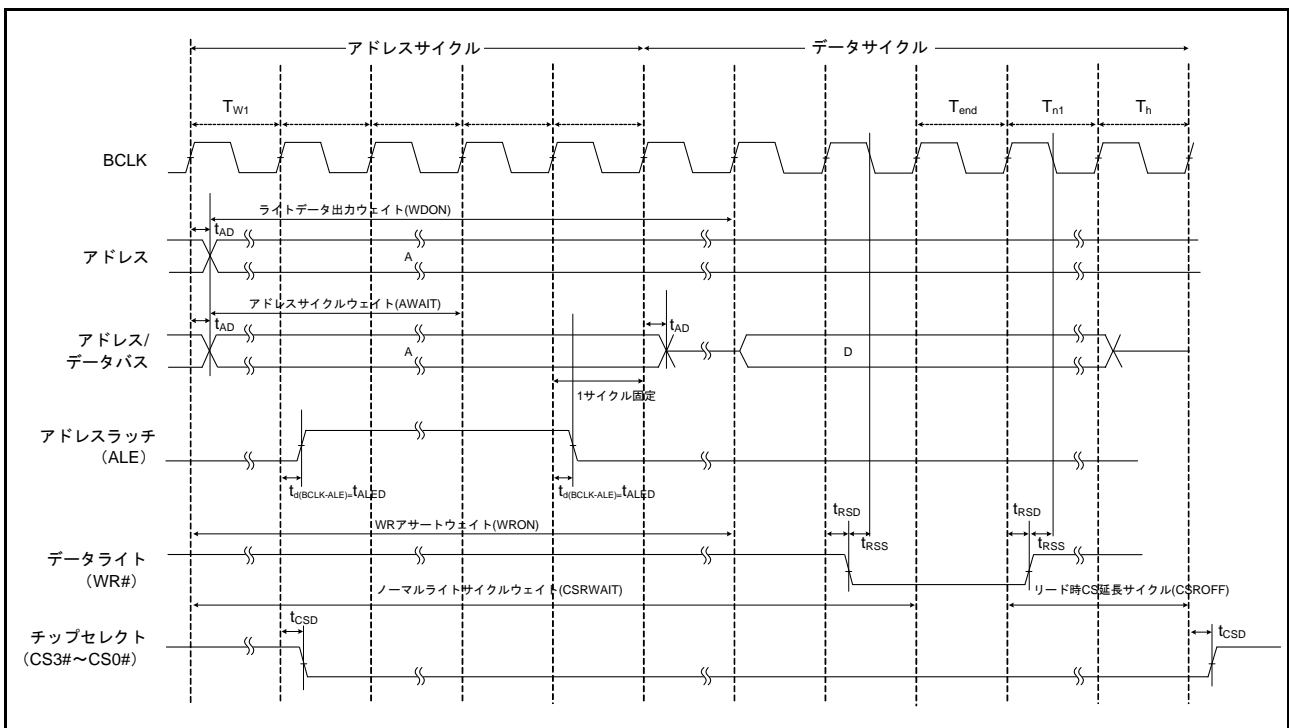 アドレスサイクル
データサイクル
TW1
Tend
Tn1
Th
BCLK
ライトデータ出力ウェイト(WDON)
tAD
アドレス
A
アドレスサイクルウェイト(AWAIT)
tAD
tAD
アドレス/
データバス
A
D
1サイクル固定
アドレスラッチ
(ALE)
td(BCLK-ALE)=tALED
td(BCLK-ALE)=tALED
WRアサートウェイト(WRON)
tRSD
tRSS
tRSD
tRSS
データライト
(WR#)
ノーマルライトサイクルウェイト(CSRWAIT)
リード時CS延長サイクル(CSROFF)
tCSD
チップセレクト
(CS3#～CS0#)
tCSD